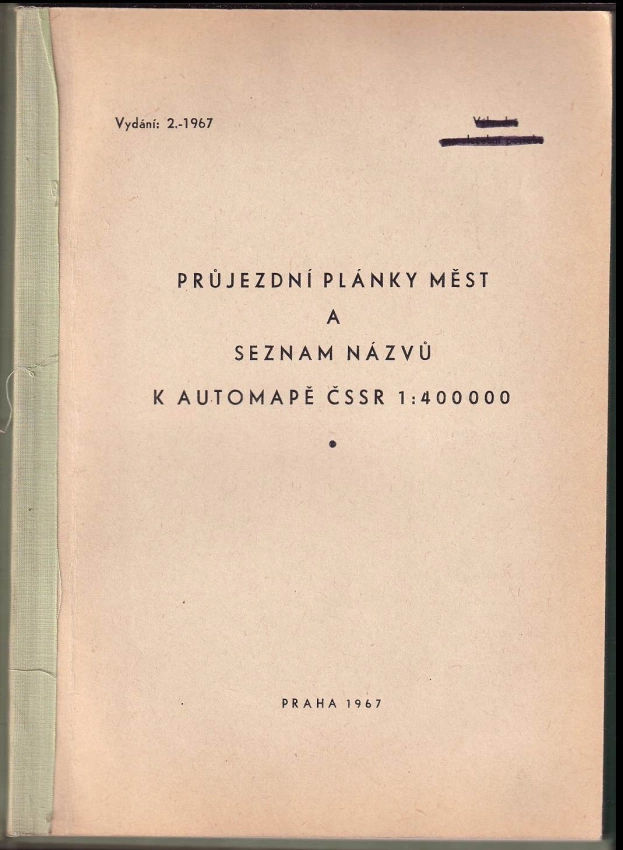 Vydání: 2.-1967
PRŮJEZDNÍ PLÁNKY MĚST
A
SEZNAM NÁZVŮ
K AUTOMAPĚ ČSSR 1:400000
PRAHA 1967